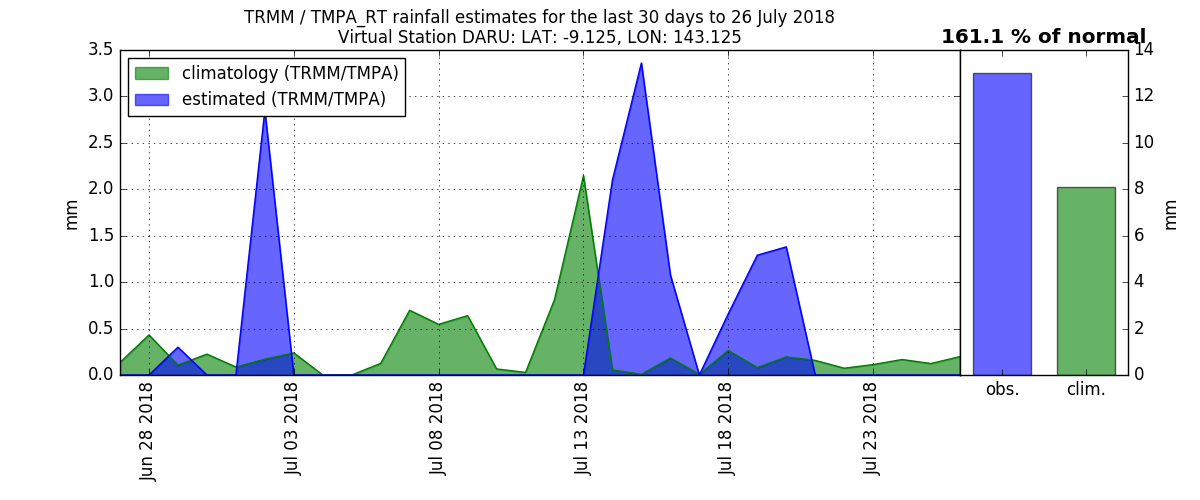 TRMM / TMPA_RT rainfall estimates for the last 30 days to 26 July 2018
Virtual Station DARU: LAT: -9.125, LON: 143.125
161.1 % of normal
climatology (TRMM/TMPA)
estimated (TRMM/TMPA)
mm
3.5
3.0
2.5
2.0
1.5
1.0
0.5
0.0
Jun 28 2018
Jul 03 2018
Jul 08 2018
Jul 13 2018
Jul 18 2018
Jul 23 2018
obs.
clim.
14
12
10
8
6
4
2
0
mm